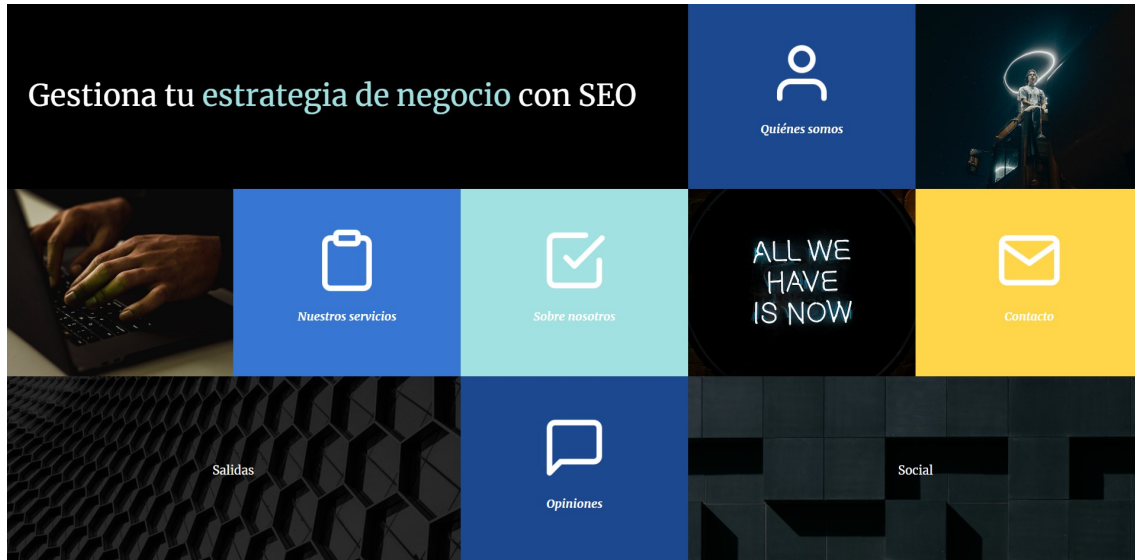 Gestiona tu estrategia de negocio con SEO
Quiénes somos
Nuestros servicios
Sobre nosotros
ALL WE
HAVE
IS NOW
Contacto
Salidas
Opiniones
Social